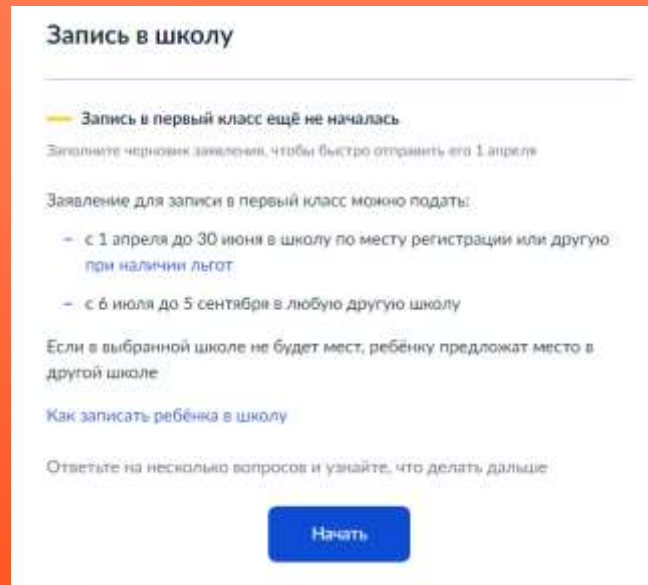 Запись в школу
Запись в первый класс ещё не началась
Заполните черновик заявления, чтобы быстро отправить его 1 апреля
Заявление для записи в первый класс можно подать:
– с 1 апреля до 30 июня в школу по месту регистрации или другую
при наличии льгот
– с 6 июля до 5 сентября в любую другую школу
Если в выбранной школе не будет мест, ребёнку предложат место в
другой школе
Как записать ребёнка в школу
Ответьте на несколько вопросов и узнайте, что делать дальше
Начать